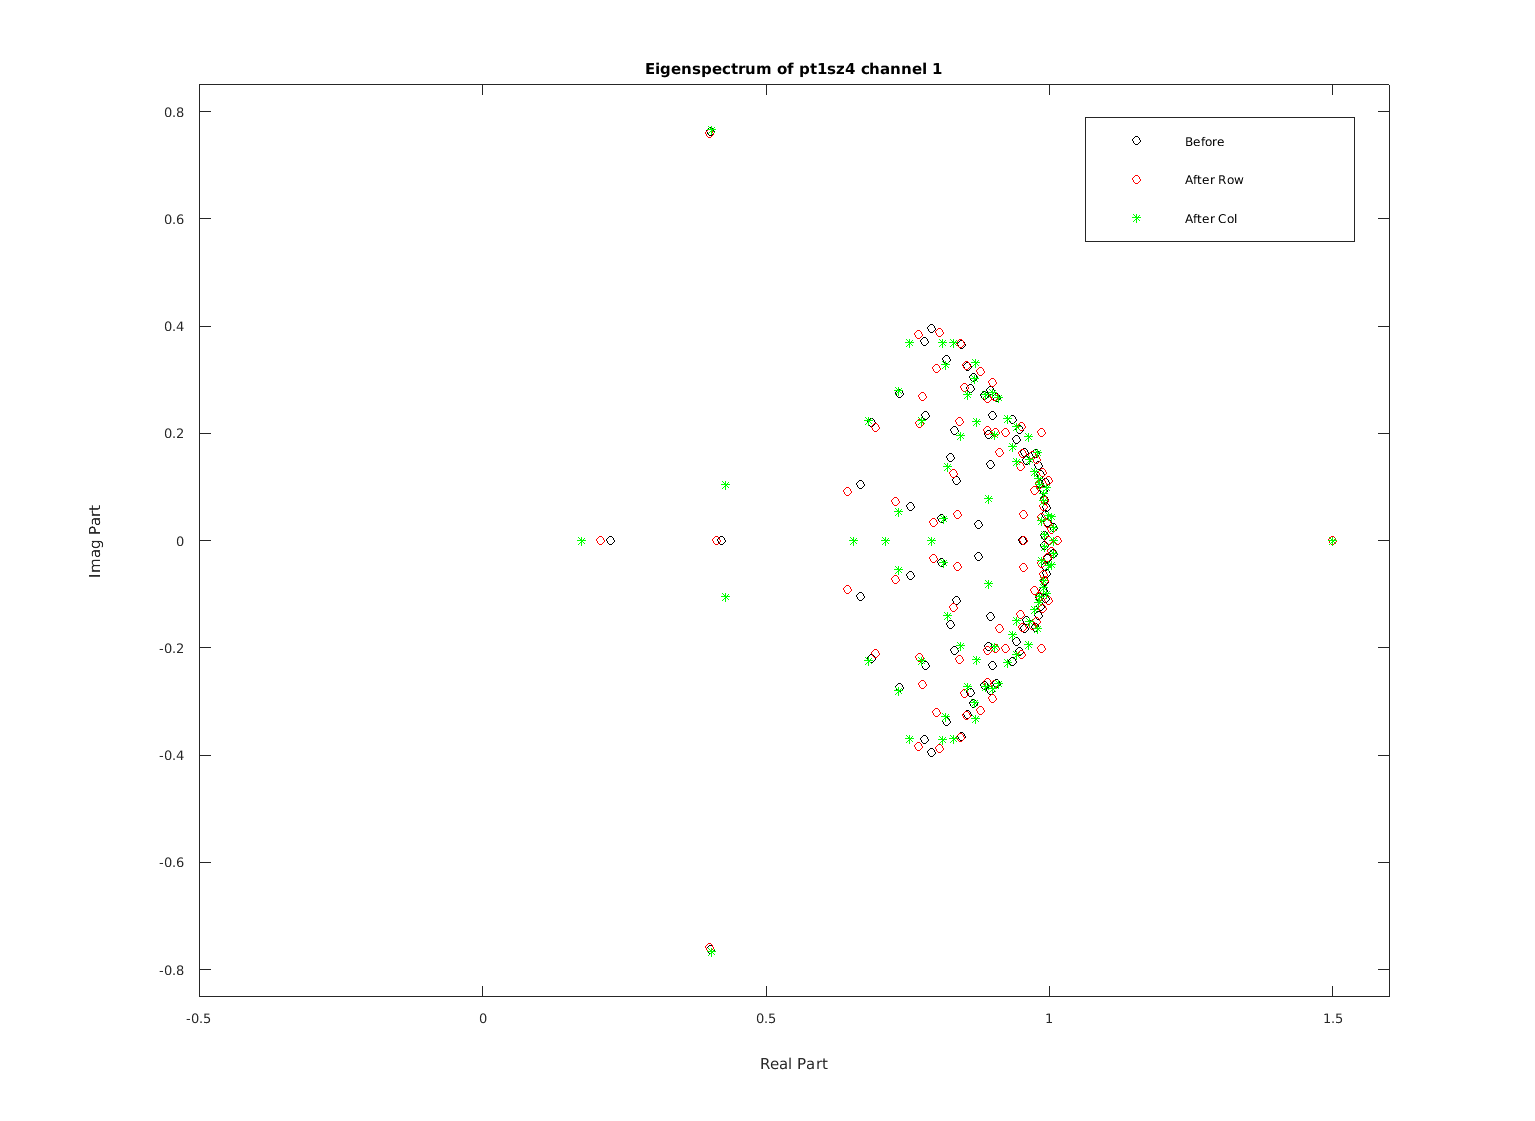 Eigenspectrum of pt1sz4 channel 1
0.8
0.6
0.4
0.2
0
-0.2
-0.4
-0.6
-0.8
Imag Part
Before
After Row
After Col
-0.5
0
0.5
1
1.5
Real Part